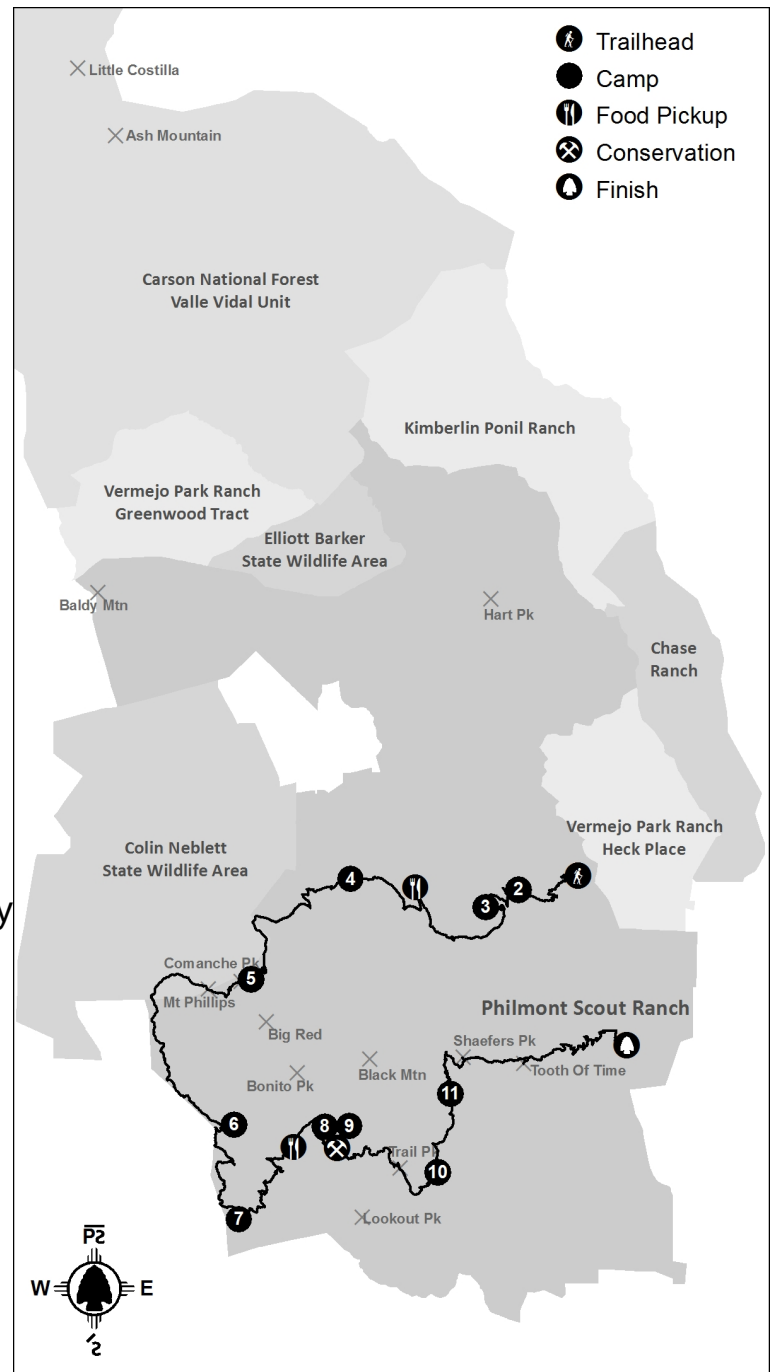 Trailhead
Camp
Food Pickup
Conservation
Finish
Little Costilla
Ash Mountain
Carson National Forest
Valle Vidal Unit
Kimberlin Ponil Ranch
Vermejo Park Ranch
Greenwood Tract
Elliott Barker
State Wildlife Area
Baldy Mtn
Hart Pk
Chase
Ranch
Vermejo Park Ranch
Heck Place
Colin Neblett
State Wildlife Area
4
2
3
y
Comanche Pk
5
Mt Phillips
Philmont Scout Ranch
Big Red
Shaefers Pk
Black Mtn
Tooth Of Time
Bonito Pk
11
6
8
9
Trail Pk
10
7
Lookout Pk
W
E